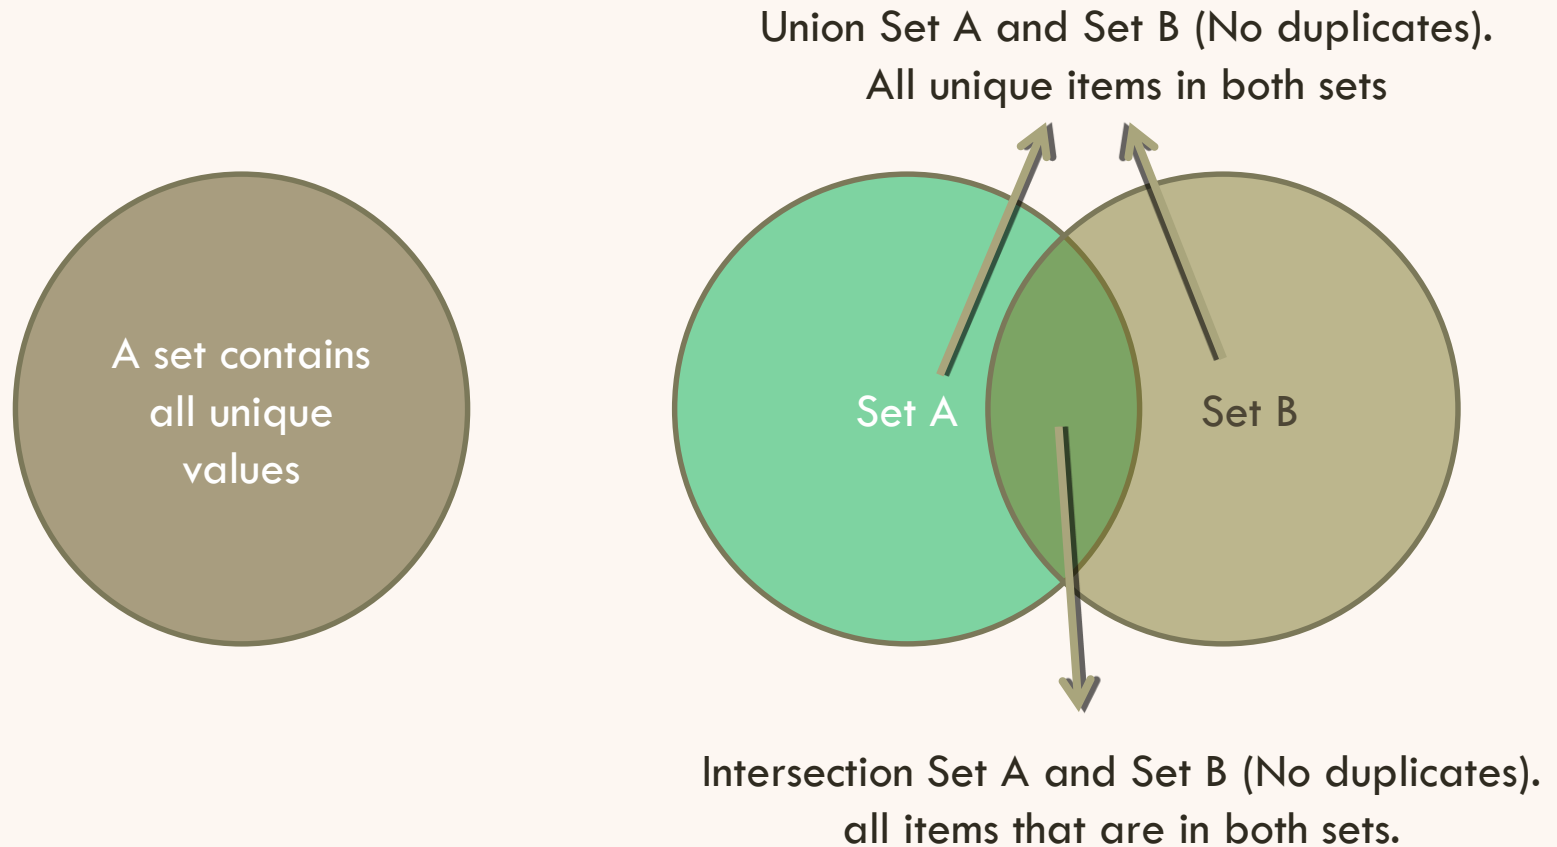 Union Set A and Set B (No duplicates).
All unique items in both sets
A set contains
all unique
values
Set A
Set B
Intersection Set A and Set B (No duplicates).
all items that are in both sets.